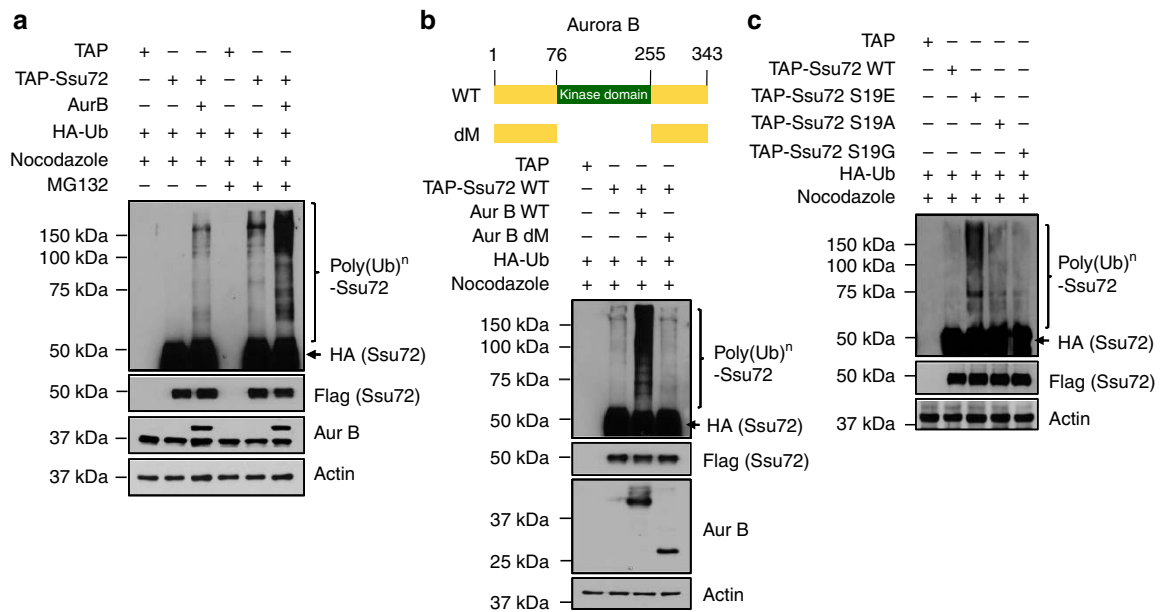 a
TAP + – – + – –
TAP-Ssu72 – + + – + +
AurB – – + – – +
HA-Ub + + + + + +
Nocodazole + + + + + +
MG132 – – – + + +
150 kDa
100 kDa
75 kDa
50 kDa
Poly(Ub)ⁿ
-Ssu72
HA (Ssu72)
50 kDa
Flag (Ssu72)
37 kDa
Aur B
37 kDa
Actin
b
Aurora B
1 76 255 343
WT
Kinase domain
dM
TAP + – – –
TAP-Ssu72 WT – + + +
Aur B WT – – + –
Aur B dM – – – +
HA-Ub + + + +
Nocodazole + + + +
150 kDa
100 kDa
75 kDa
50 kDa
Poly(Ub)ⁿ
-Ssu72
HA (Ssu72)
50 kDa
Flag (Ssu72)
37 kDa
25 kDa
Aur B
37 kDa
Actin
c
TAP + – – – –
TAP-Ssu72 WT – + – – –
TAP-Ssu72 S19E – – + – –
TAP-Ssu72 S19A – – – + –
TAP-Ssu72 S19G – – – – +
HA-Ub + + + + +
Nocodazole + + + + +
150 kDa
100 kDa
75 kDa
50 kDa
Poly(Ub)ⁿ
-Ssu72
HA (Ssu72)
50 kDa
Flag (Ssu72)
37 kDa
Actin